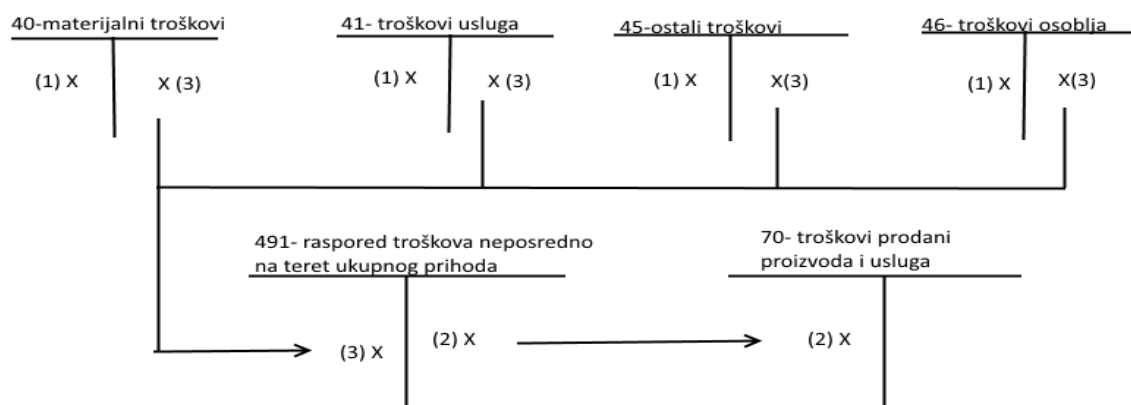 40-materijalni troškovi
41- troškovi usluga
45-ostali troškovi
46- troškovi osoblja
(1) X
X (3)
(1) X
X (3)
(1) X
X(3)
(1) X
X(3)
491- raspored troškova neposredno
na teret ukupnog prihoda
70- troškovi prodani
proizvoda i usluga
(3) X
(2) X
(2) X